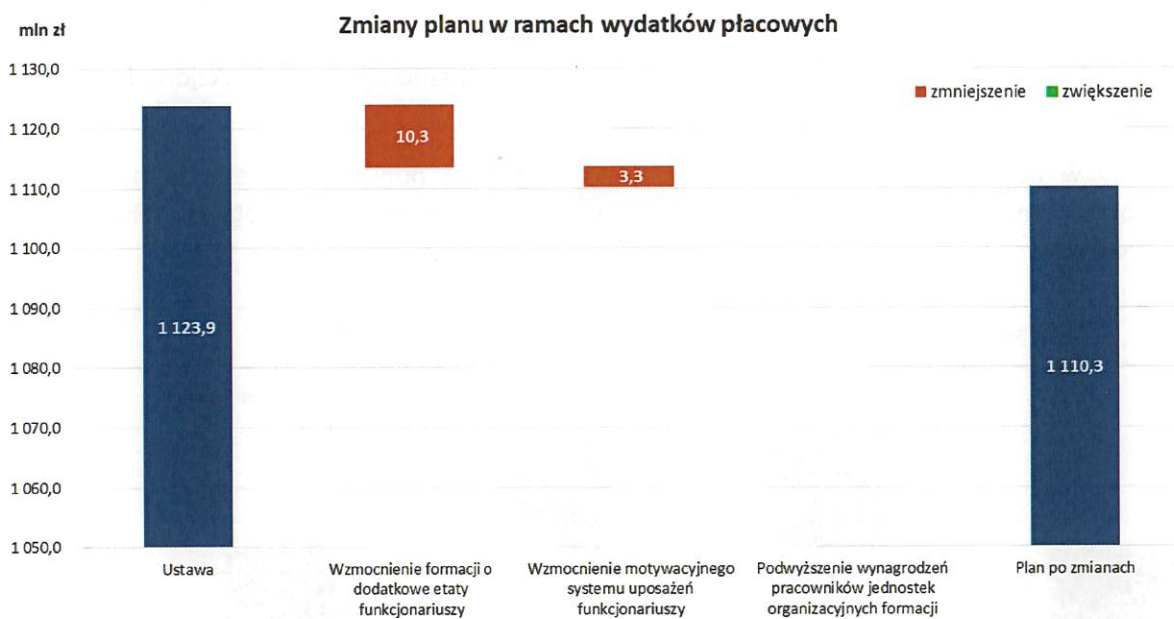 mln zł
Zmiany planu w ramach wydatków płacowych
zmniejszenie zwiększenie
1 130,0
1 120,0
1 110,0
1 100,0
1 090,0
1 080,0
1 070,0
1 060,0
1 050,0
1 123,9
10,3
3,3
1 110,3
Ustawa
Wzmocnienie formacji o
dodatkowe etaty
funkcjonariuszy
Wzmocnienie motywacyjnego
systemu uposażeń
funkcjonariuszy
Podwyższenie wynagrodzeń
pracowników jednostek
organizacyjnych formacji
Plan po zmianach